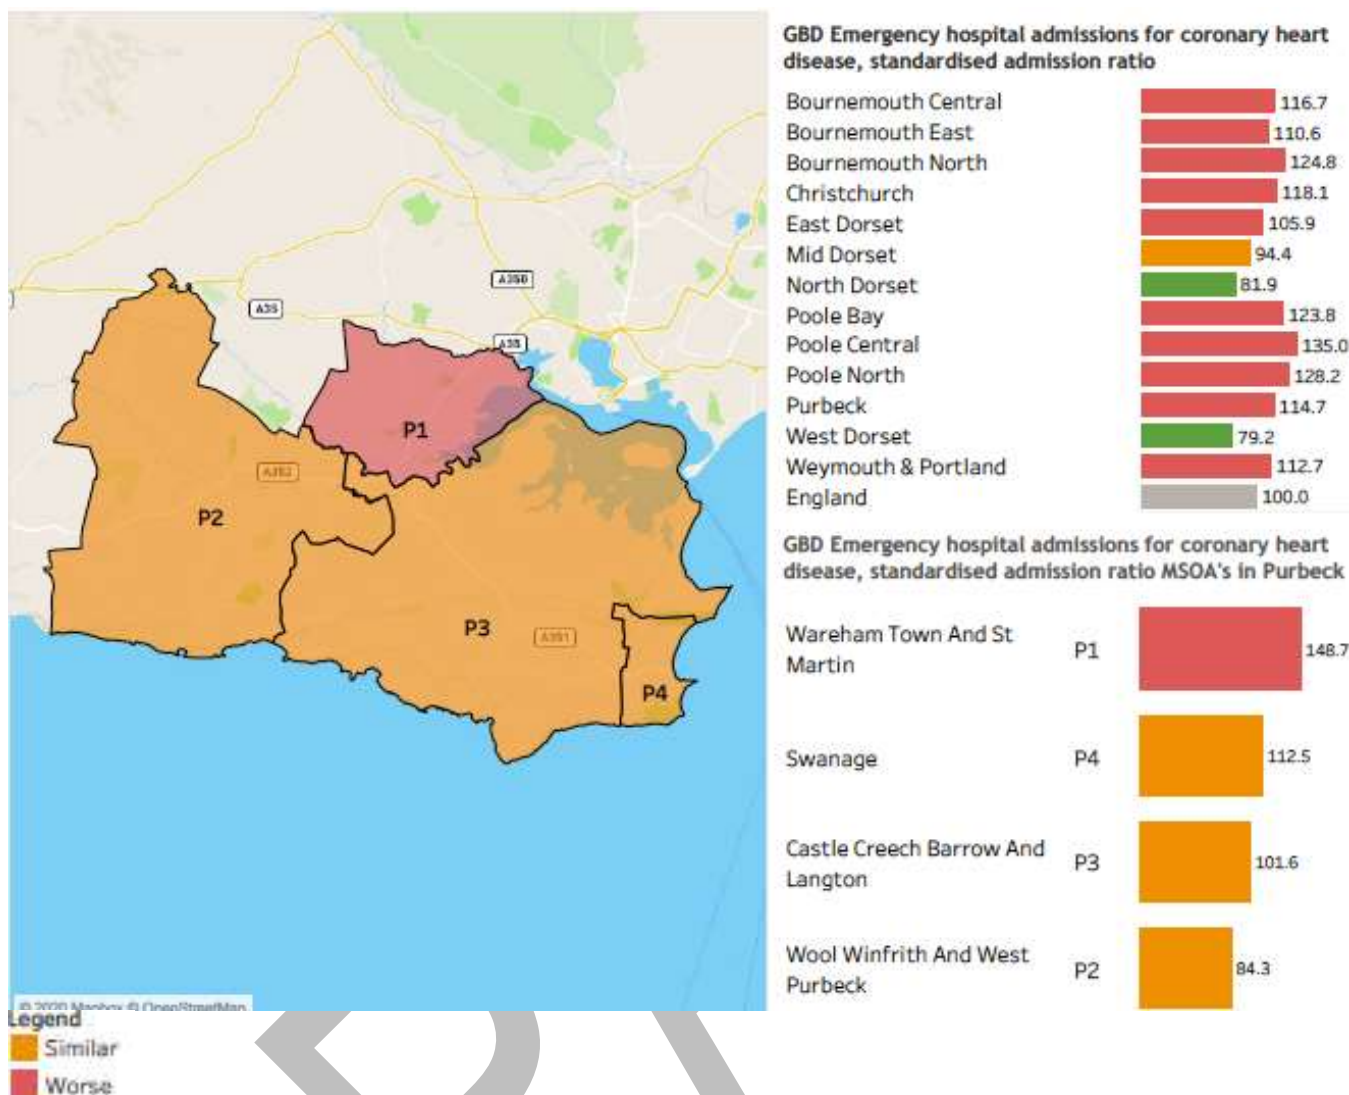 A350
A35
A35
P1
A352
P2
P3
A351
P4
© 2020 Mapbox © OpenStreetMap
Legend
Similar
Worse
GBD Emergency hospital admissions for coronary heart
disease, standardised admission ratio
Bournemouth Central 116.7
Bournemouth East 110.6
Bournemouth North 124.8
Christchurch 118.1
East Dorset 105.9
Mid Dorset 94.4
North Dorset 81.9
Poole Bay 123.8
Poole Central 135.0
Poole North 128.2
Purbeck 114.7
West Dorset 79.2
Weymouth & Portland 112.7
England 100.0
GBD Emergency hospital admissions for coronary heart
disease, standardised admission ratio MSOA's in Purbeck
Wareham Town And St
Martin P1 148.7
Swanage P4 112.5
Castle Creech Barrow And
Langton P3 101.6
Wool Winfrith And West
Purbeck P2 84.3